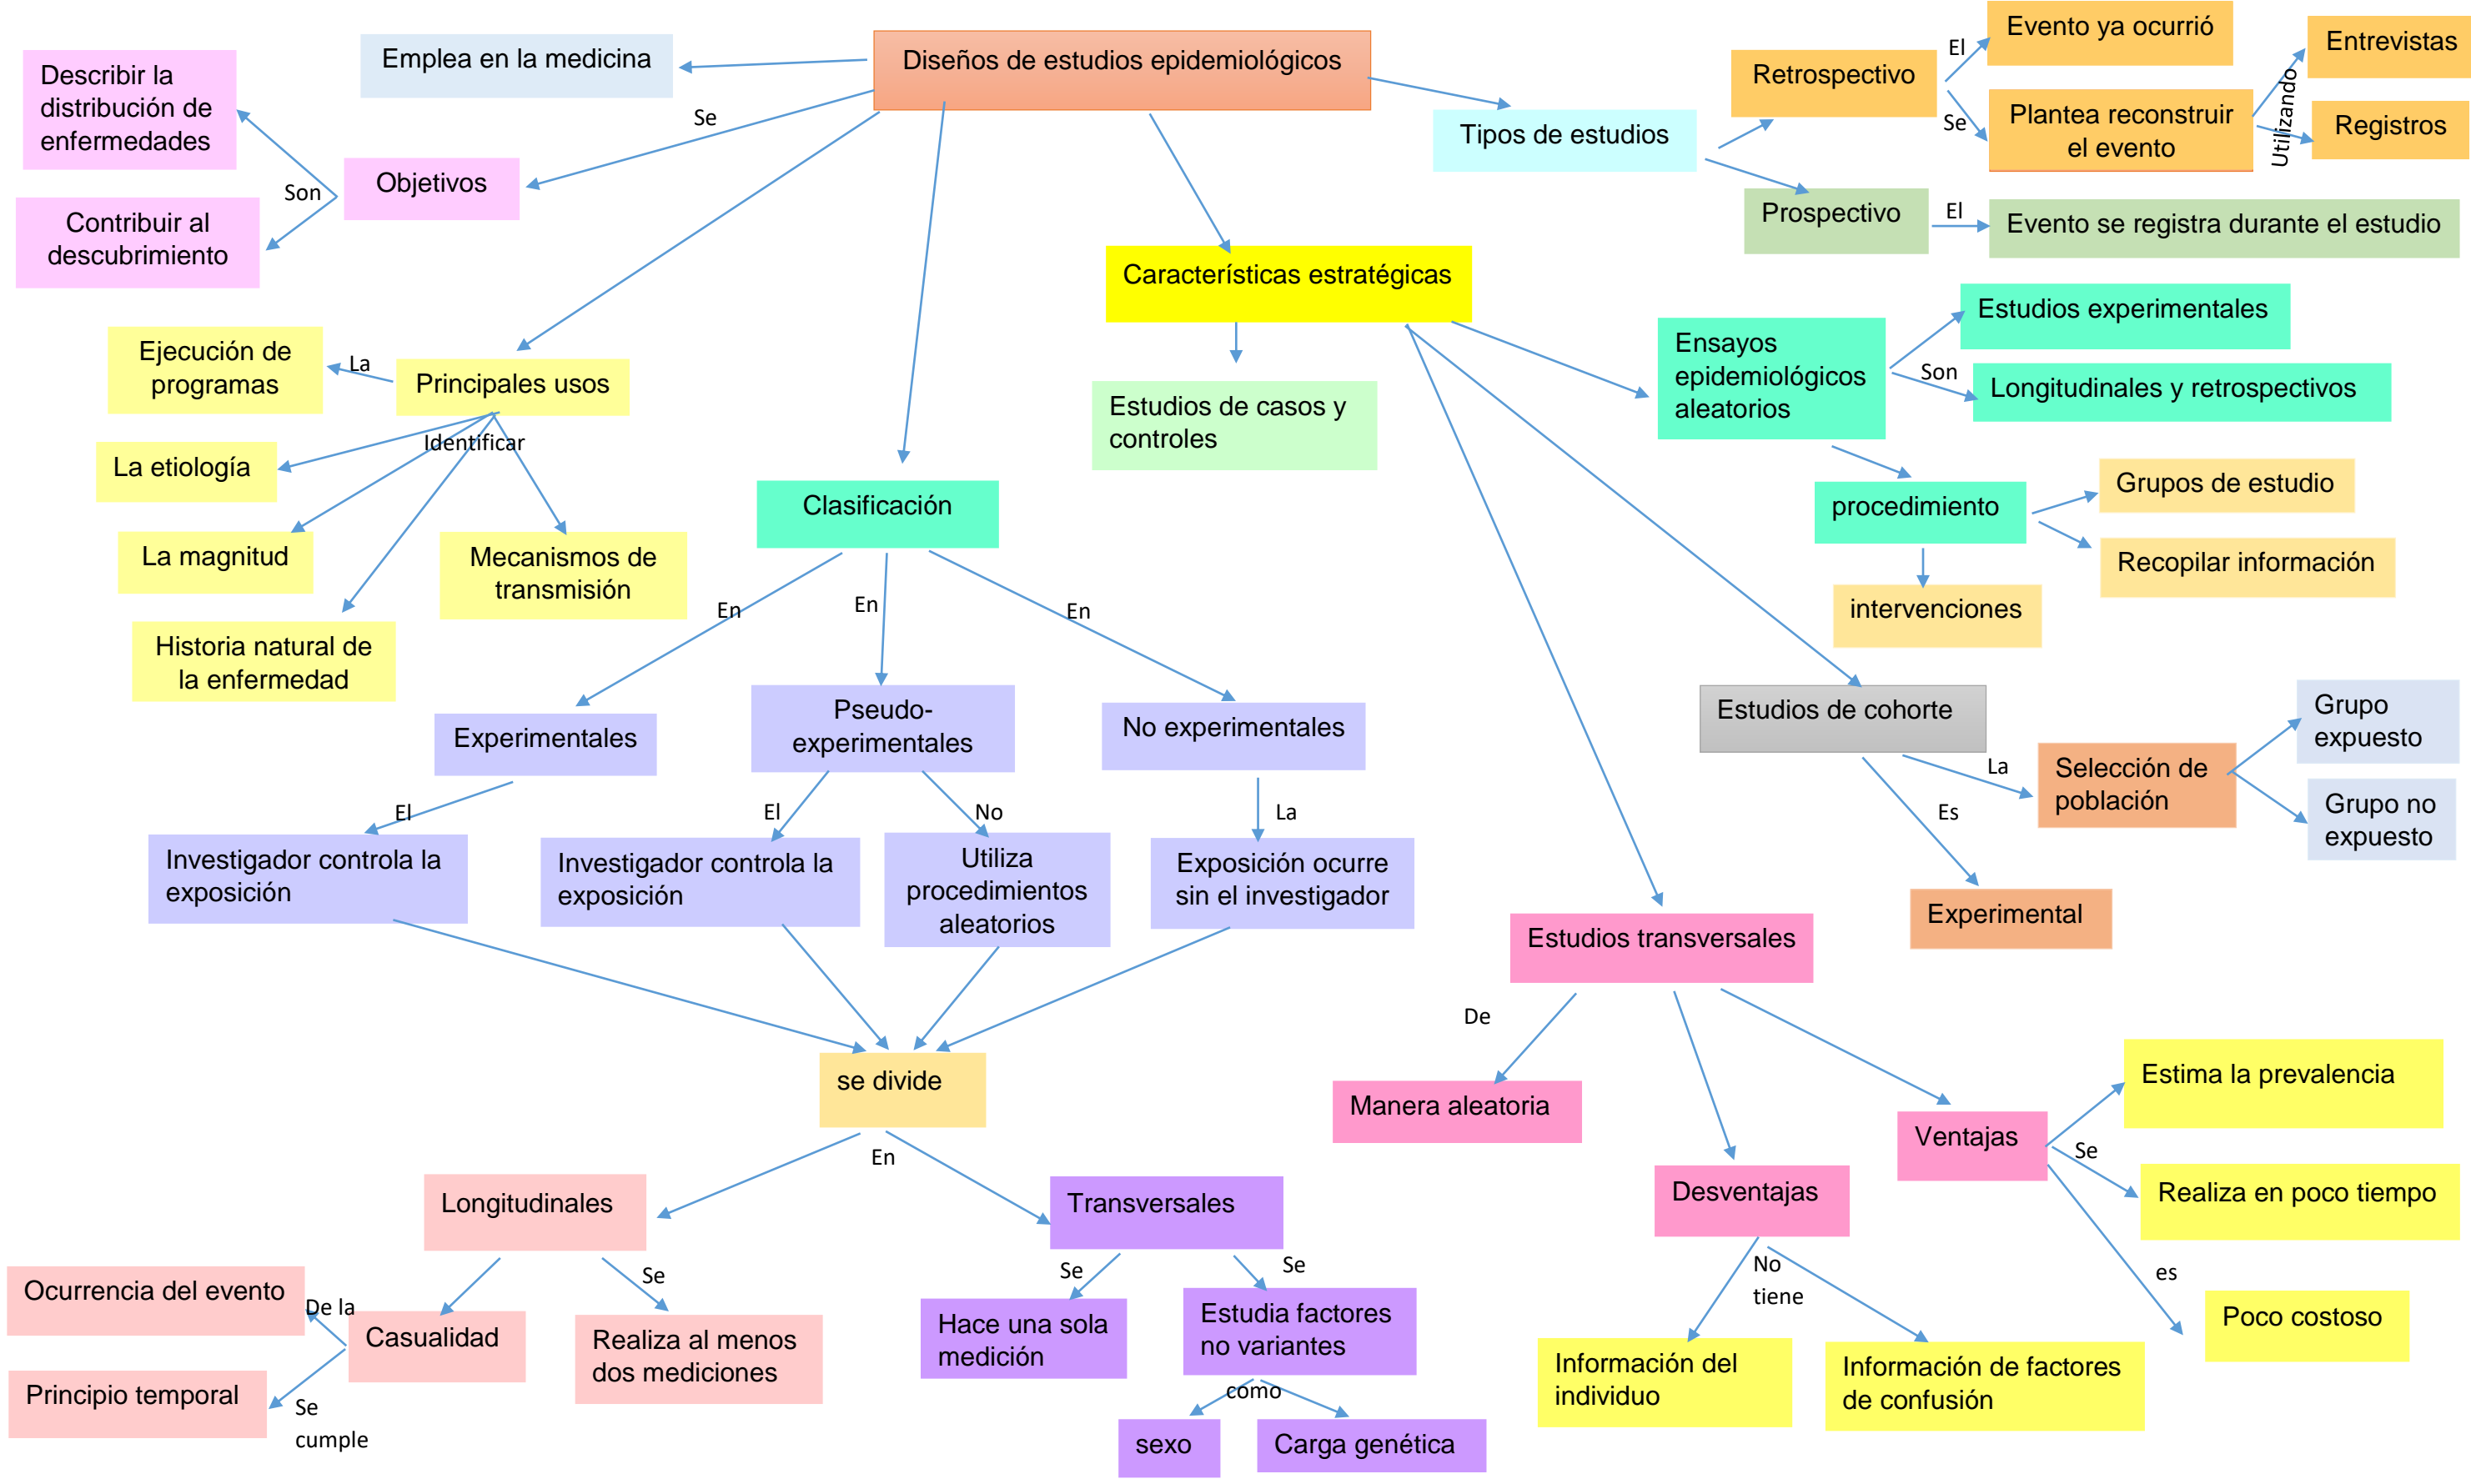 Diseños de estudios epidemiológicos
Emplea en la medicina
Se
Objetivos
Son
Describir la
distribución de
enfermedades
Contribuir al
descubrimiento
Tipos de estudios
Retrospectivo
El
Evento ya ocurrió
Se
Plantea reconstruir
el evento
Utilizando
Entrevistas
Registros
Prospectivo
El
Evento se registra durante el estudio
Principales usos
La
Ejecución de
programas
Identificar
La etiología
La magnitud
Historia natural de
la enfermedad
Mecanismos de
transmisión
Características estratégicas
Estudios de casos y
controles
Ensayos
epidemiológicos
aleatorios
Estudios experimentales
Son
Longitudinales y retrospectivos
procedimiento
Grupos de estudio
Recopilar información
intervenciones
Clasificación
En
En
En
Experimentales
Pseudo-
experimentales
No experimentales
El
El
No
La
Investigador controla la
exposición
Investigador controla la
exposición
Utiliza
procedimientos
aleatorios
Exposición ocurre
sin el investigador
se divide
En
Longitudinales
Se
Realiza al menos
dos mediciones
Casualidad
De la
Ocurrencia del evento
Se
cumple
Principio temporal
Transversales
Se
Hace una sola
medición
Se
Estudia factores
no variantes
como
sexo
Carga genética
Estudios de cohorte
La
Selección de
población
Grupo
expuesto
Grupo no
expuesto
Es
Experimental
Estudios transversales
De
Manera aleatoria
Desventajas
No
tiene
Información del
individuo
Información de factores
de confusión
Ventajas
Estima la prevalencia
Se
Realiza en poco tiempo
es
Poco costoso